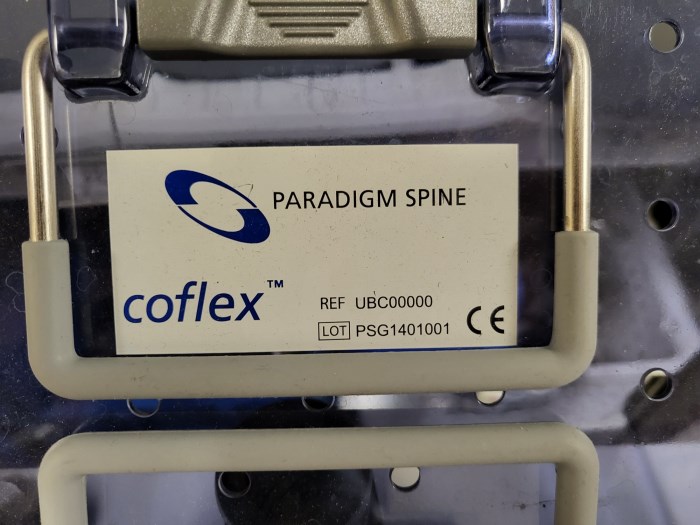 PARADIGM SPINE
coflex™
REF UBC00000
LOT PSG1401001
CE